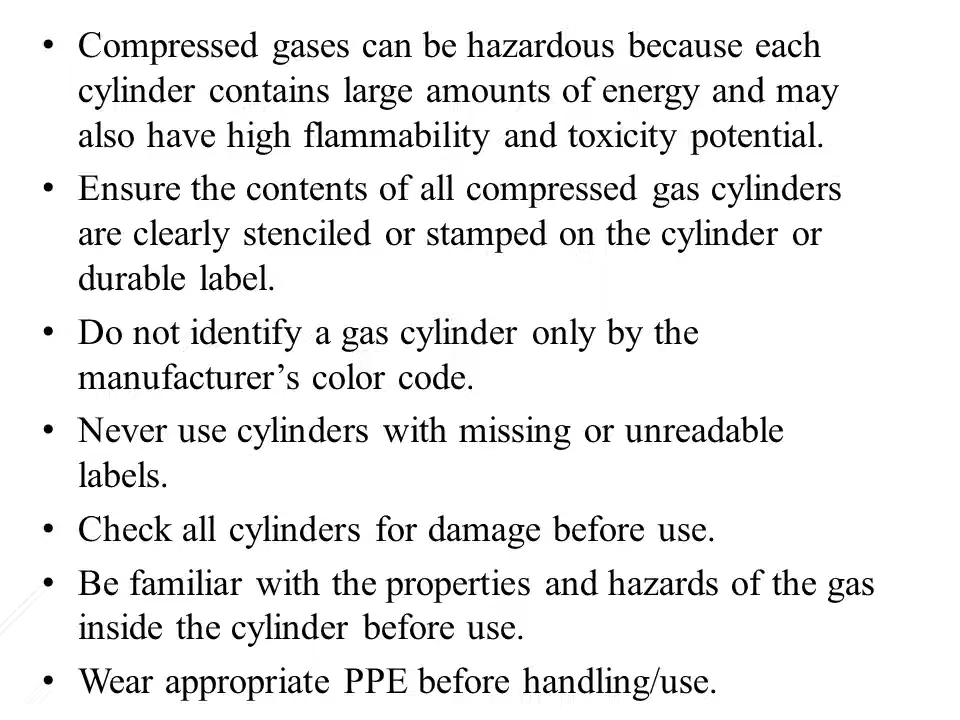 • Compressed gases can be hazardous because each
cylinder contains large amounts of energy and may
also have high flammability and toxicity potential.
• Ensure the contents of all compressed gas cylinders
are clearly stenciled or stamped on the cylinder or
durable label.
• Do not identify a gas cylinder only by the
manufacturer’s color code.
• Never use cylinders with missing or unreadable
labels.
• Check all cylinders for damage before use.
• Be familiar with the properties and hazards of the gas
inside the cylinder before use.
• Wear appropriate PPE before handling/use.